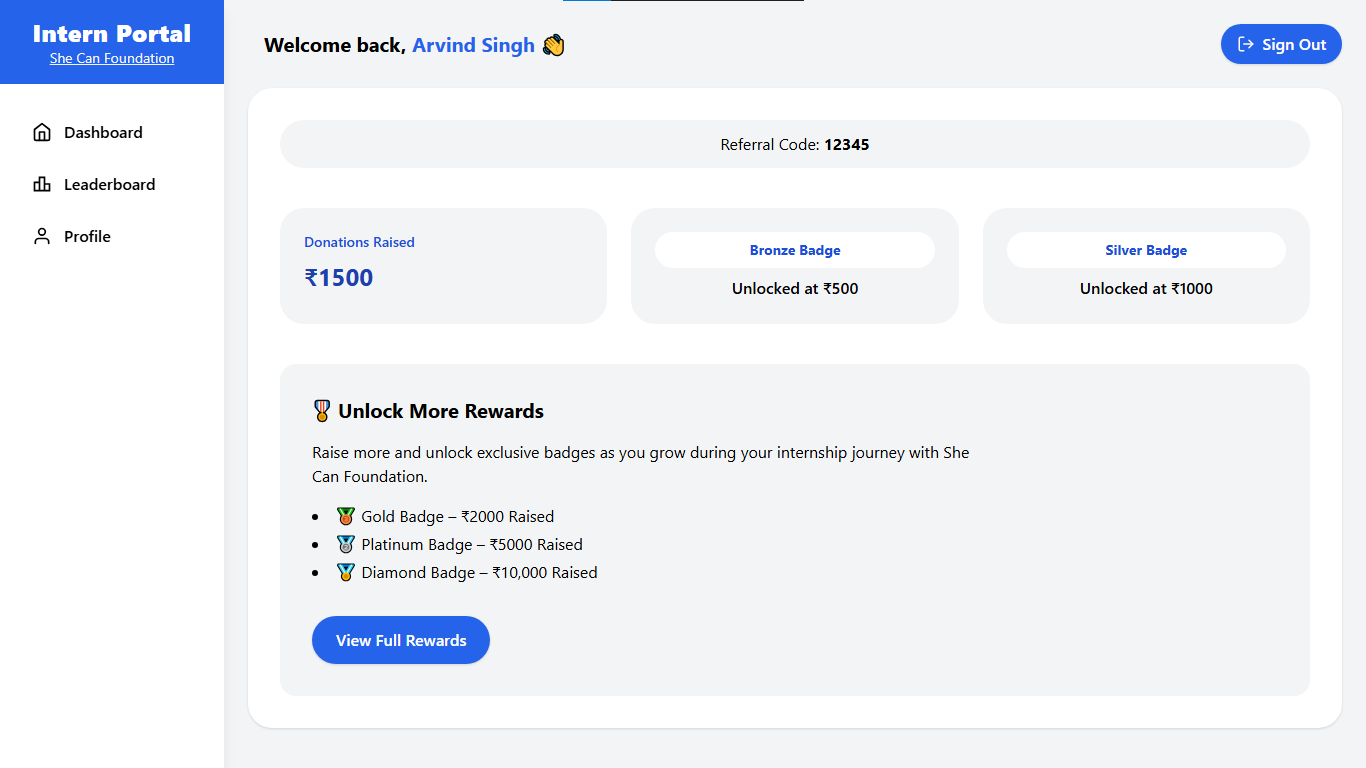 Intern Portal
She Can Foundation
Dashboard
Leaderboard
Profile
Welcome back, Arvind Singh 👏
Sign Out
Referral Code: 12345
Donations Raised
₹1500
Bronze Badge
Unlocked at ₹500
Silver Badge
Unlocked at ₹1000
🎖️ Unlock More Rewards
Raise more and unlock exclusive badges as you grow during your internship journey with She
Can Foundation.
• 🥉 Gold Badge – ₹2000 Raised
• 🥈 Platinum Badge – ₹5000 Raised
• 🥇 Diamond Badge – ₹10,000 Raised
View Full Rewards